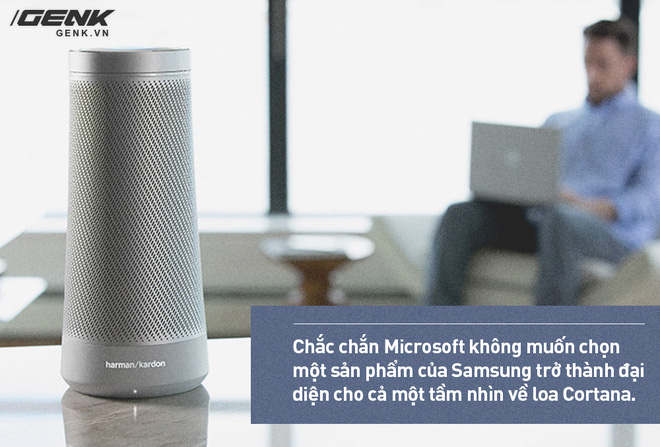 GENK
GENK.VN
harman/kardon
Chắc chắn Microsoft không muốn chọn
một sản phẩm của Samsung trở thành đại
diện cho cả một tầm nhìn về loa Cortana.